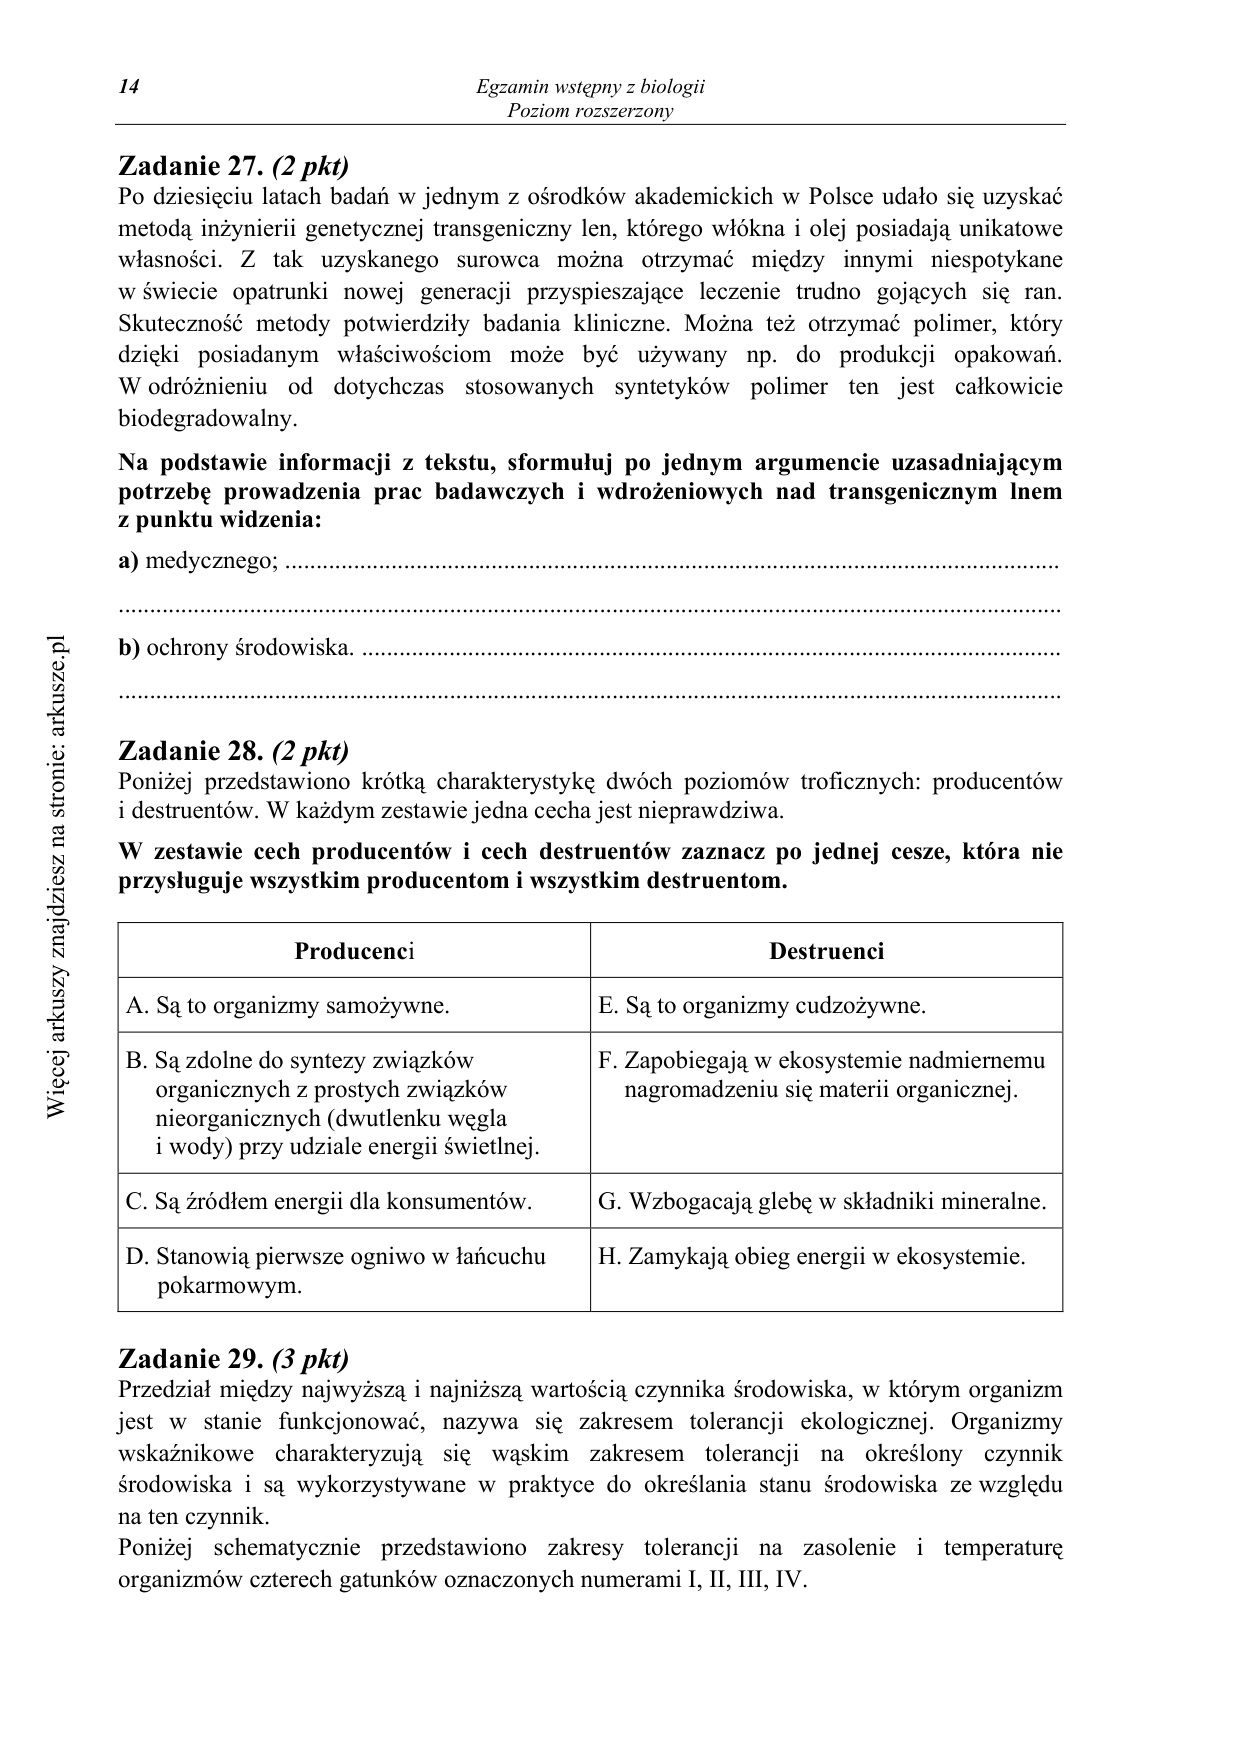 14
Egzamin wstępny z biologii
Poziom rozszerzony
Zadanie 27. (2 pkt)
Po dziesięciu latach badań w jednym z ośrodków akademickich w Polsce udało się uzyskać
metodą inżynierii genetycznej transgeniczny len, którego włókna i olej posiadają unikatowe
własności. Z tak uzyskanego surowca można otrzymać między innymi niespotykane
w świecie opatrunki nowej generacji przyspieszające leczenie trudno gojących się ran.
Skuteczność metody potwierdziły badania kliniczne. Można też otrzymać polimer, który
dzięki posiadanym właściwościom może być używany np. do produkcji opakowań.
W odróżnieniu od dotychczas stosowanych syntetyków polimer ten jest całkowicie
biodegradowalny.
Na podstawie informacji z tekstu, sformułuj po jednym argumencie uzasadniającym
potrzebę prowadzenia prac badawczych i wdrożeniowych nad transgenicznym lnem
z punktu widzenia:
a) medycznego; ............................................................................................................................
.......................................................................................................................................................
b) ochrony środowiska. ................................................................................................................
.......................................................................................................................................................
Zadanie 28. (2 pkt)
Poniżej przedstawiono krótką charakterystykę dwóch poziomów troficznych: producentów
i destruentów. W każdym zestawie jedna cecha jest nieprawdziwa.
W zestawie cech producentów i cech destruentów zaznacz po jednej cesze, która nie
przysługuje wszystkim producentom i wszystkim destruentom.
Producenci
Destruenci
A. Są to organizmy samożywne.
E. Są to organizmy cudzożywne.
B. Są zdolne do syntezy związków
organicznych z prostych związków
nieorganicznych (dwutlenku węgla
i wody) przy udziale energii świetlnej.
F. Zapobiegają w ekosystemie nadmiernemu
nagromadzeniu się materii organicznej.
C. Są źródłem energii dla konsumentów.
G. Wzbogacają glebę w składniki mineralne.
D. Stanowią pierwsze ogniwo w łańcuchu
pokarmowym.
H. Zamykają obieg energii w ekosystemie.
Zadanie 29. (3 pkt)
Przedział między najwyższą i najniższą wartością czynnika środowiska, w którym organizm
jest w stanie funkcjonować, nazywa się zakresem tolerancji ekologicznej. Organizmy
wskaźnikowe charakteryzują się wąskim zakresem tolerancji na określony czynnik
środowiska i są wykorzystywane w praktyce do określania stanu środowiska ze względu
na ten czynnik.
Poniżej schematycznie przedstawiono zakresy tolerancji na zasolenie i temperaturę
organizmów czterech gatunków oznaczonych numerami I, II, III, IV.
Więcej arkuszy znajdziesz na stronie: arkusze.pl